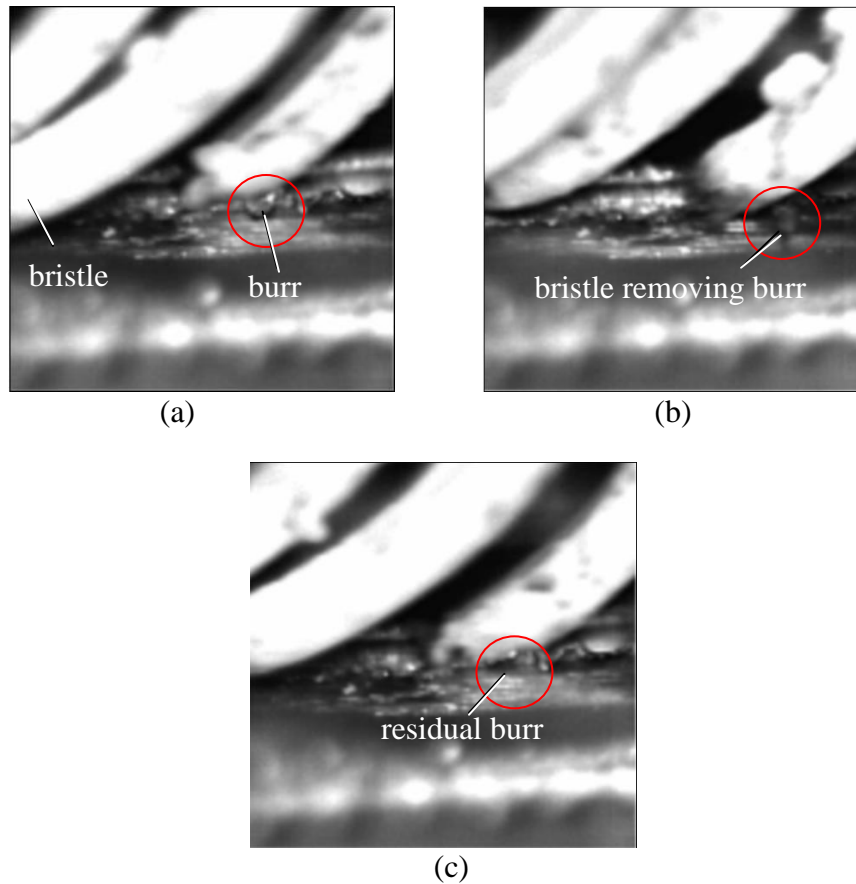 bristle
burr
(a)
bristle removing burr
(b)
residual burr
(c)